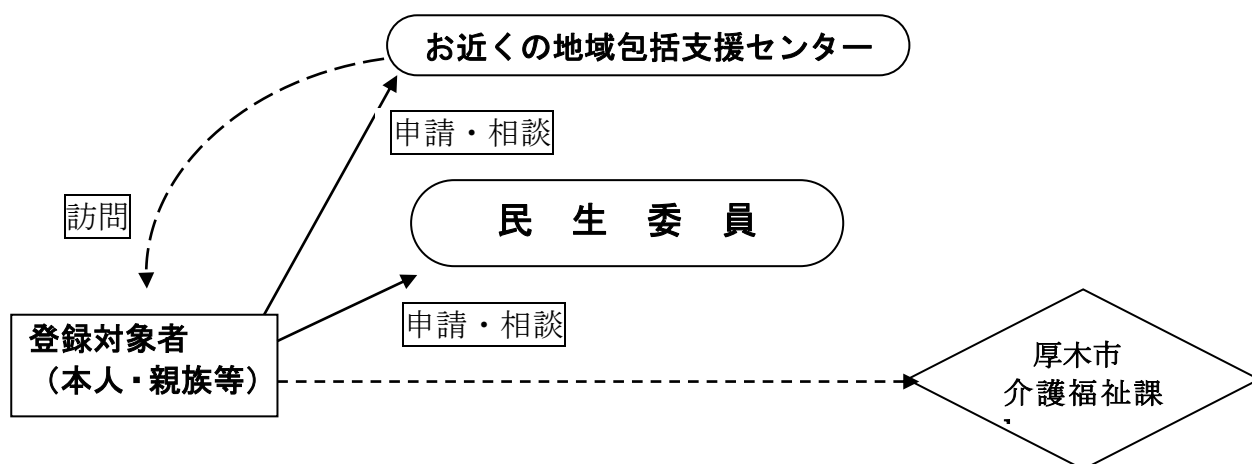 お近くの地域包括支援センター
申請・相談
訪問
民 生 委 員
申請・相談
登録対象者
（本人・親族等）
厚木市
介護福祉課